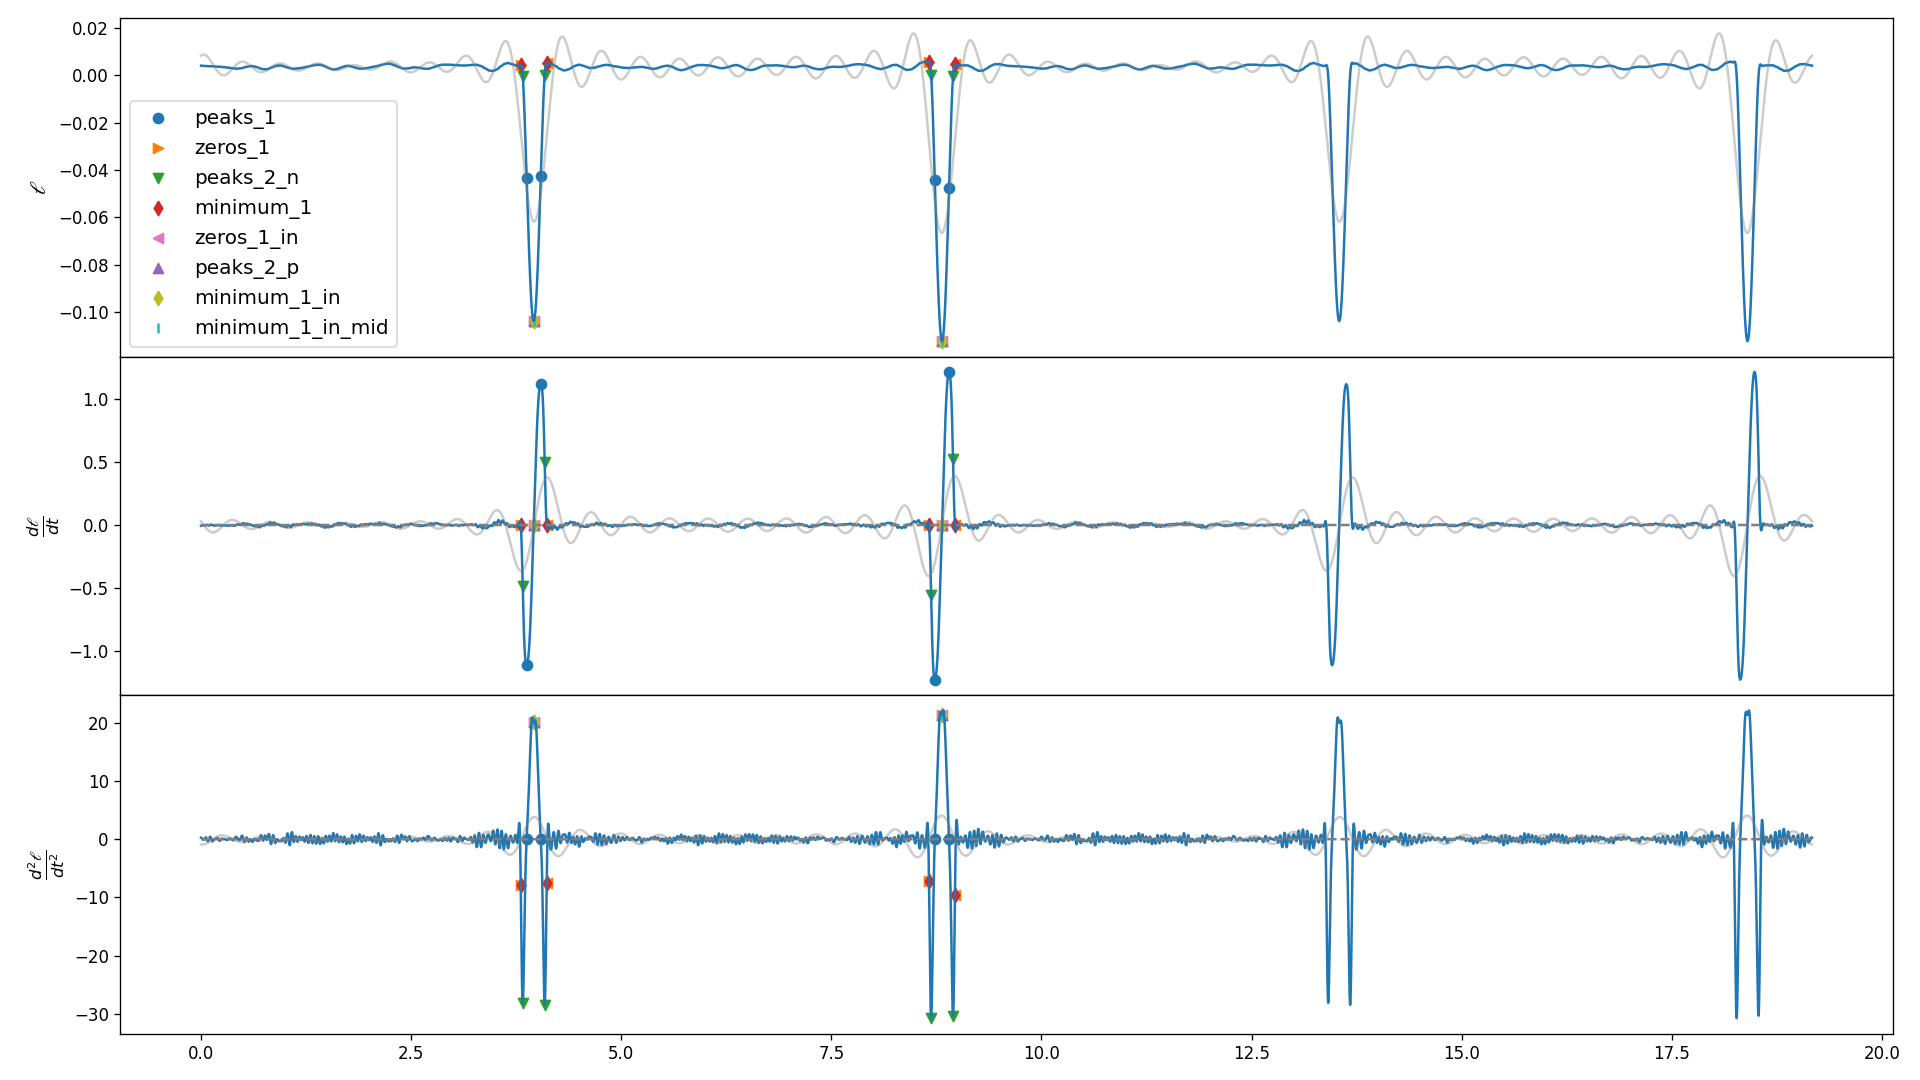 0.02
0.00
−0.02
−0.04
−0.06
−0.08
−0.10
ℓ
peaks_1
zeros_1
peaks_2_n
minimum_1
zeros_1_in
peaks_2_p
minimum_1_in
minimum_1_in_mid
1.0
0.5
0.0
−0.5
−1.0
dℓ
dt
20
10
0
−10
−20
−30
d²ℓ
dt²
0.0 2.5 5.0 7.5 10.0 12.5 15.0 17.5 20.0